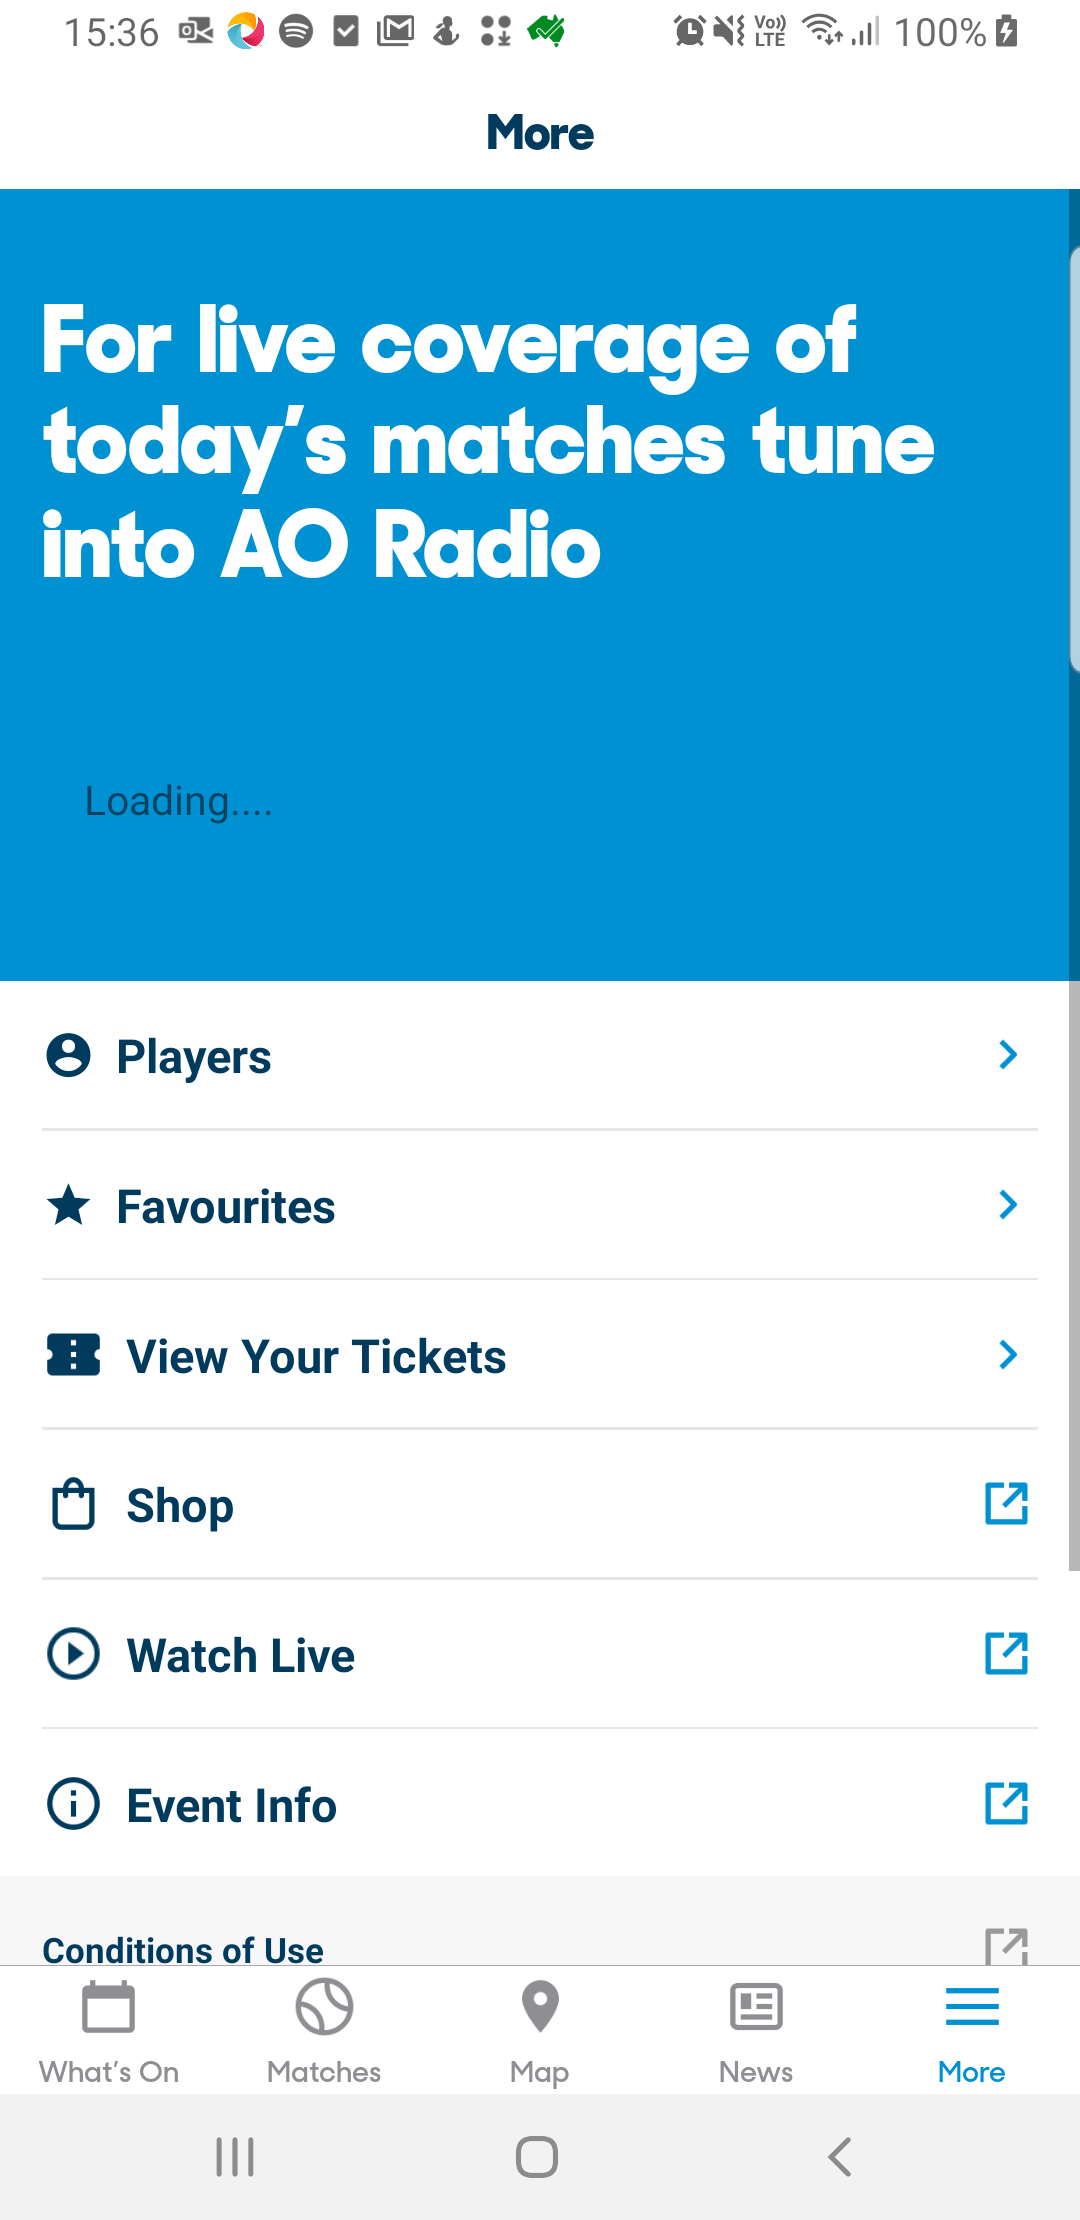 15:36
Vo))
LTE
100%
More
For live coverage of
today's matches tune
into AO Radio
Loading....
Players
Favourites
View Your Tickets
Shop
Watch Live
Event Info
Conditions of Use
What's On
Matches
Map
News
More